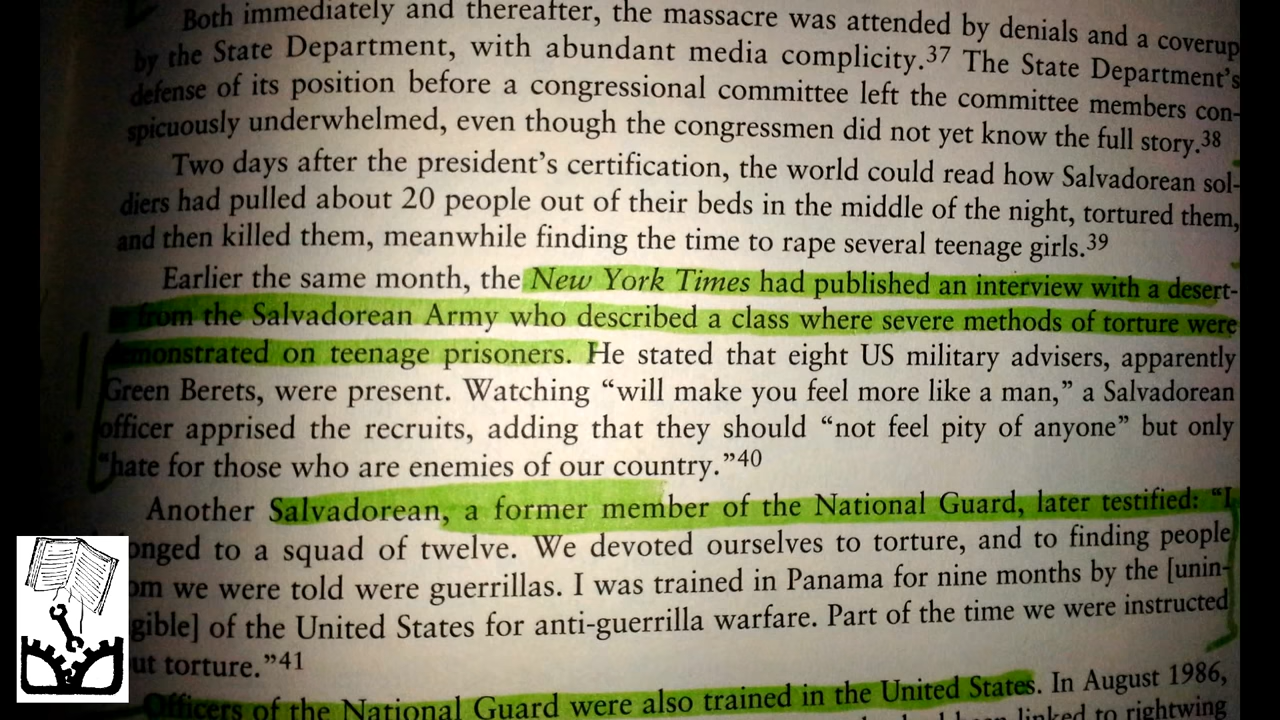 Both immediately and thereafter, the massacre was attended by denials and a coverup
by the State Department, with abundant media complicity.37 The State Department's
defense of its position before a congressional committee left the committee members con-
spicuously underwhelmed, even though the congressmen did not yet know the full story.38
Two days after the president's certification, the world could read how Salvadorean sol-
diers had pulled about 20 people out of their beds in the middle of the night, tortured them,
and then killed them, meanwhile finding the time to rape several teenage girls.39
Earlier the same month, the New York Times had published an interview with a desert-
from the Salvadorean Army who described a class where severe methods of torture were
monstrated on teenage prisoners. He stated that eight US military advisers, apparently
Green Berets, were present. Watching “will make you feel more like a man,” a Salvadorean
officer apprised the recruits, adding that they should “not feel pity of anyone” but only
“hate for those who are enemies of our country.”40
Another Salvadorean, a former member of the National Guard, later testified: “I
onged to a squad of twelve. We devoted ourselves to torture, and to finding people
om we were told were guerrillas. I was trained in Panama for nine months by the [unin-
gible] of the United States for anti-guerrilla warfare. Part of the time we were instructed
ut torture.”41
Officers of the National Guard were also trained in the United States. In August 1986,
linked to rightwing